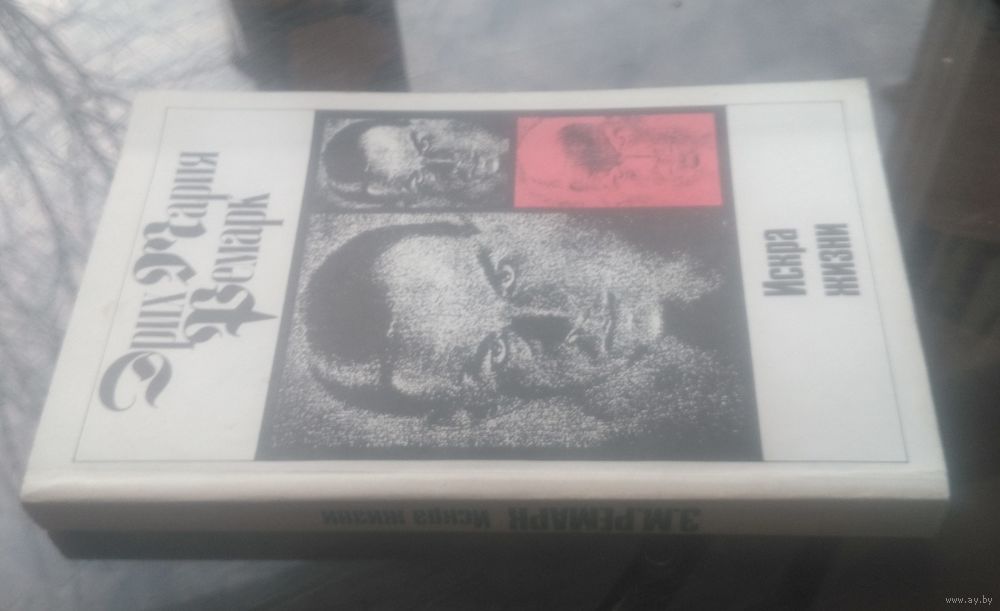 Эрих Мария
Ремарк
Искра
жизни
Э.М.РЕМАРК Искра жизни
www.ay.by